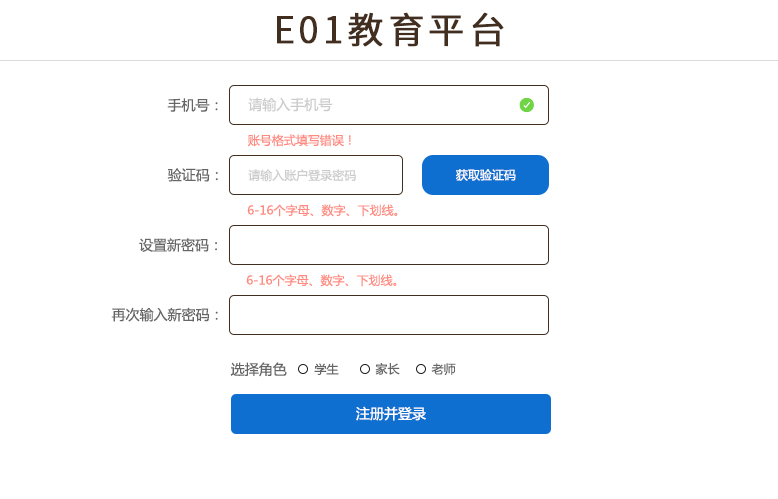 E01教育平台
手机号： 请输入手机号
账号格式填写错误！
验证码： 请输入账户登录密码 获取验证码
6-16个字母、数字、下划线。
设置新密码：
6-16个字母、数字、下划线。
再次输入新密码：
选择角色 学生 家长 老师
注册并登录